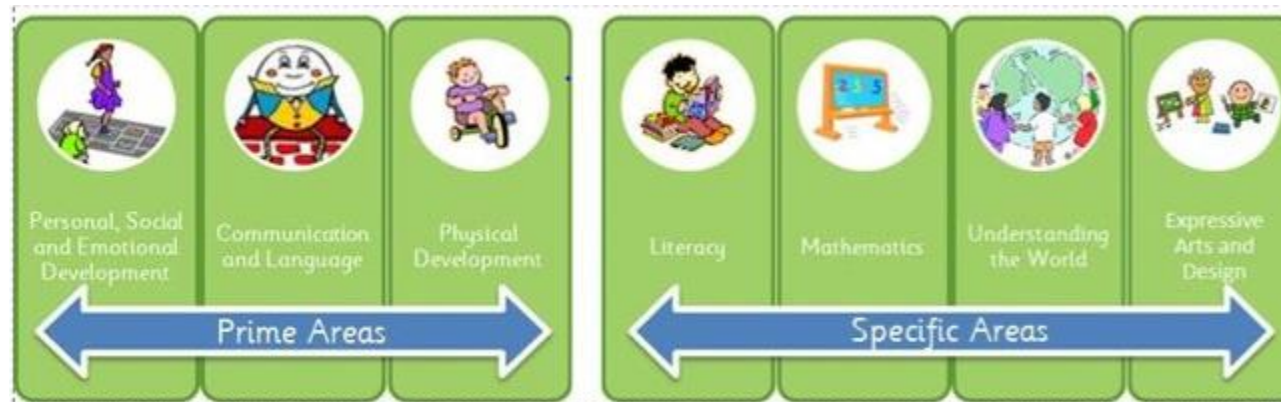 Personal, Social
and Emotional
Development
Communication
and Language
Physical
Development
Prime Areas
Literacy
Mathematics
Understanding
the World
Expressive
Arts and
Design
Specific Areas